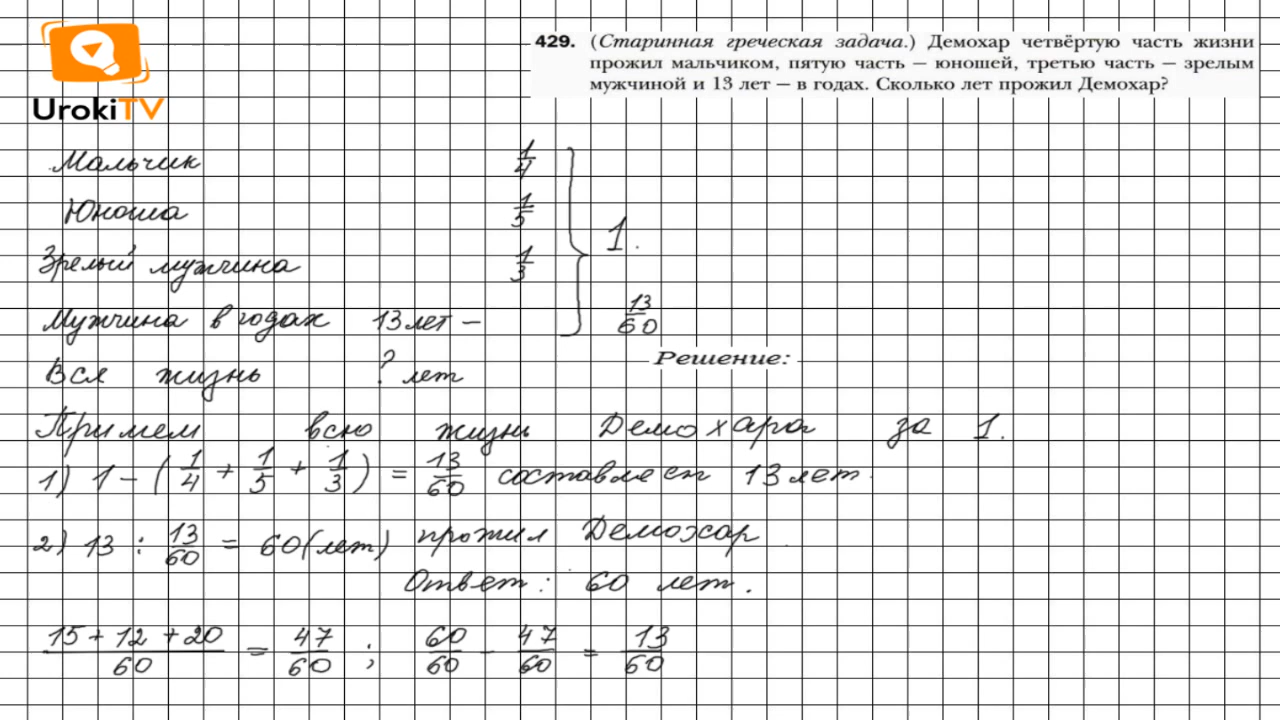 UrokiTV
429. (Старинная греческая задача.) Демохар четвёртую часть жизни
прожил мальчиком, пятую часть — юношей, третью часть — зрелым
мужчиной и 13 лет — в годах. Сколько лет прожил Демохар?
Мальчик 1/4
Юноша 1/5
1.
Зрелый мужчина 1/3
Мужчина в годах 13 лет — 13/60
Решение:
Вся жизнь ? лет
Примем всю жизнь Демохара за 1.
1) 1 - (1/4 + 1/5 + 1/3) = 13/60 составляет 13 лет.
2) 13 : 13/60 = 60 (лет) прожил Демохар
Ответ: 60 лет.
15 + 12 + 20/60 = 47/60 ; 60/60 - 47/60 = 13/60